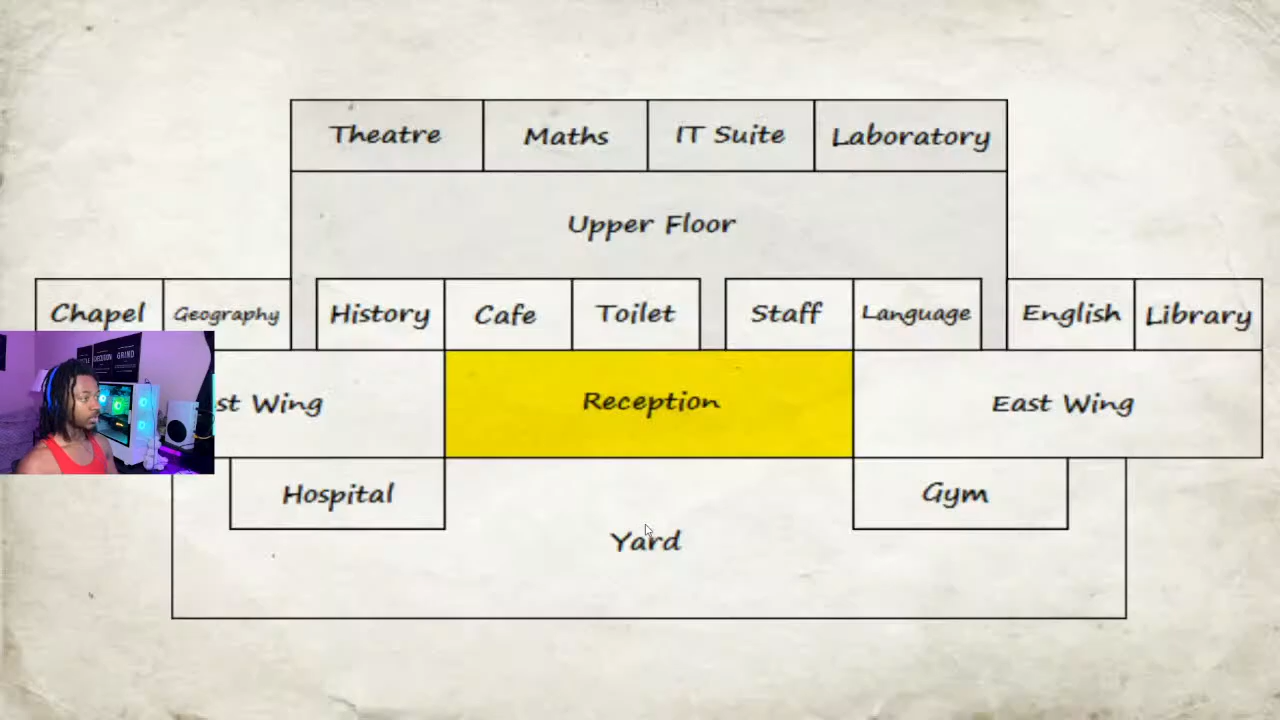 Theatre
Maths
IT Suite
Laboratory
Upper Floor
Chapel
Geography
History
Cafe
Toilet
Staff
Language
English
Library
st Wing
Reception
East Wing
Hospital
Gym
Yard